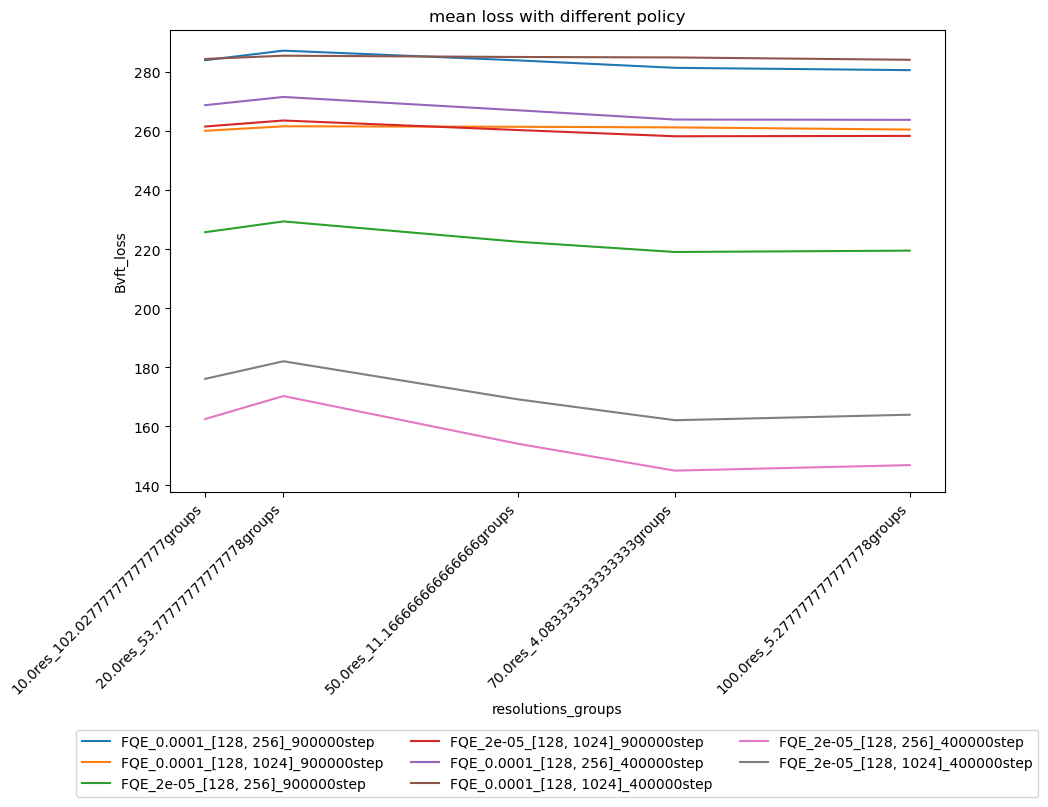 mean loss with different policy
Bvft_loss
280
260
240
220
200
180
160
140
10.0res_102.02777777777777groups
20.0res_53.77777777777778groups
50.0res_11.166666666666666groups
70.0res_4.083333333333333groups
100.0res_5.277777777777778groups
resolutions_groups
FQE_0.0001_[128, 256]_900000step
FQE_0.0001_[128, 1024]_900000step
FQE_2e-05_[128, 256]_900000step
FQE_2e-05_[128, 1024]_900000step
FQE_0.0001_[128, 256]_400000step
FQE_0.0001_[128, 1024]_400000step
FQE_2e-05_[128, 256]_400000step
FQE_2e-05_[128, 1024]_400000step